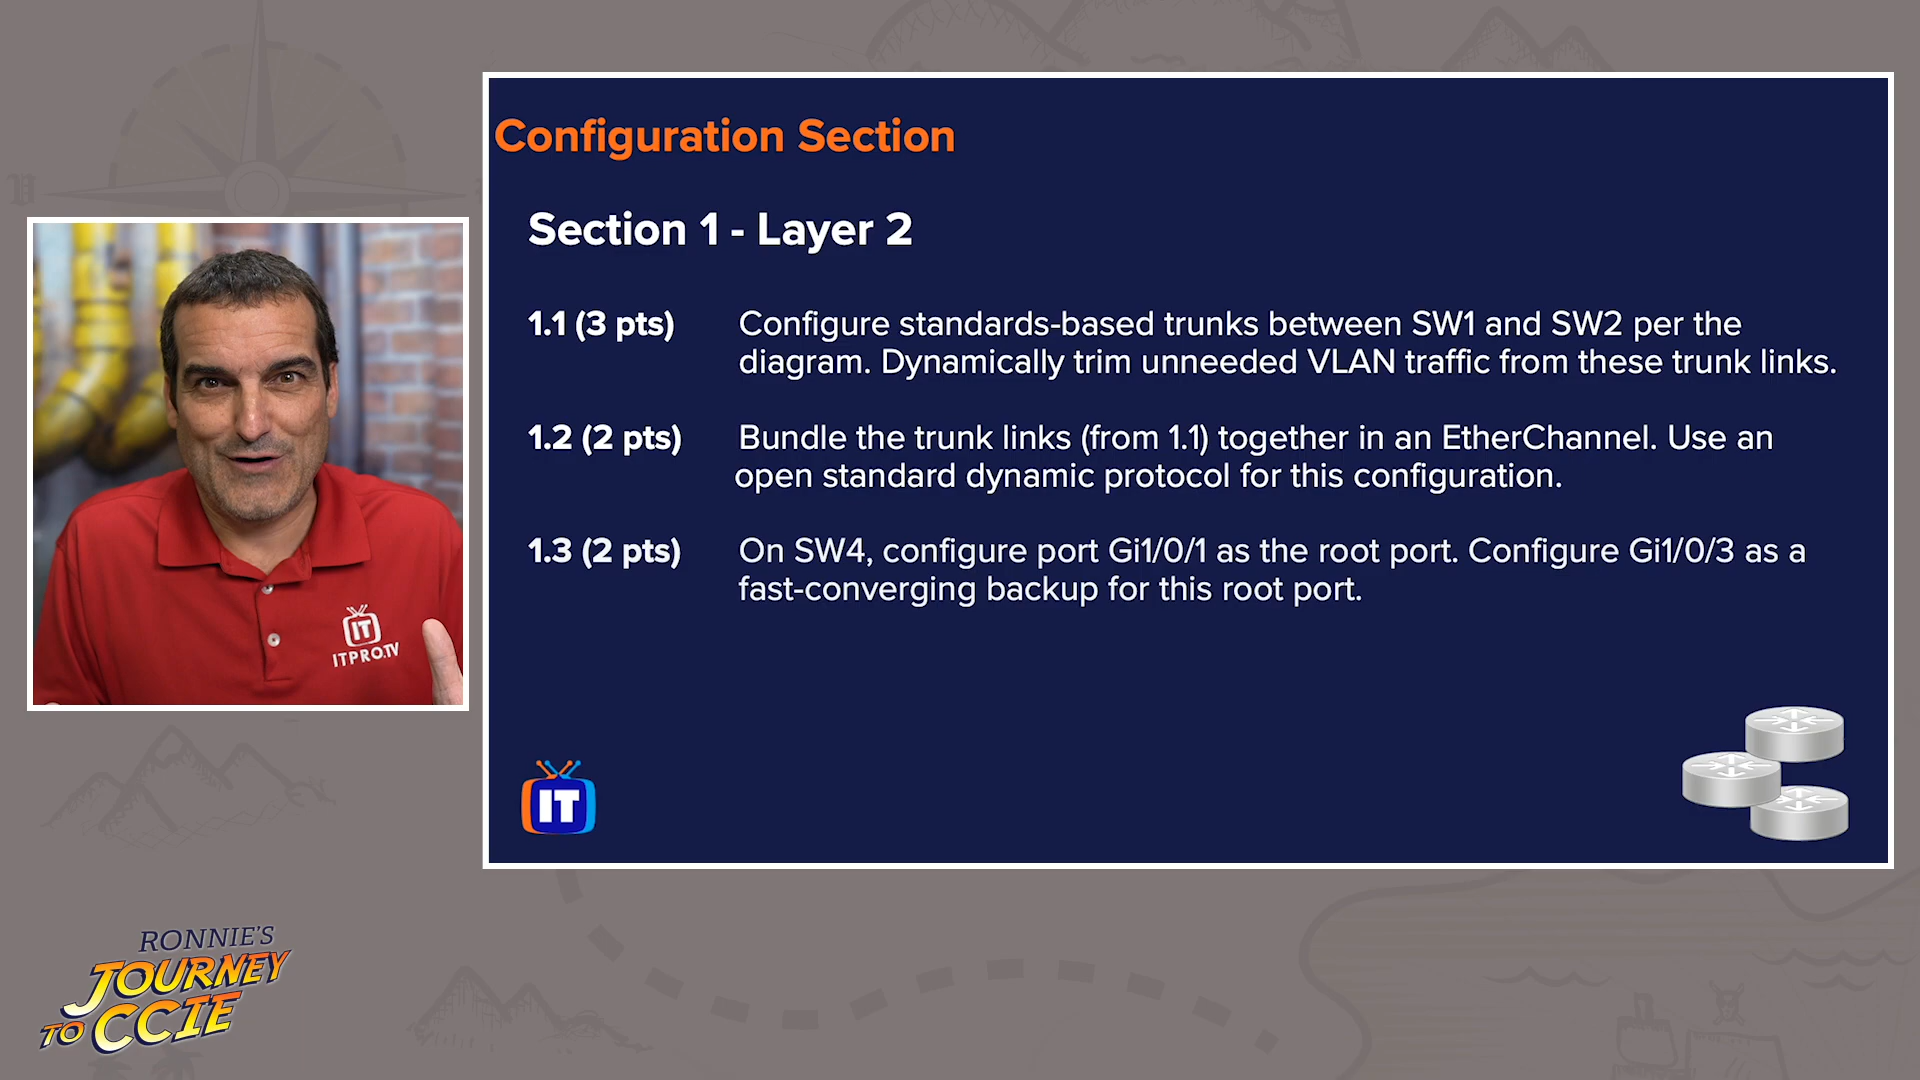 Configuration Section
Section 1 - Layer 2
1.1 (3 pts) Configure standards-based trunks between SW1 and SW2 per the
diagram. Dynamically trim unneeded VLAN traffic from these trunk links.
1.2 (2 pts) Bundle the trunk links (from 1.1) together in an EtherChannel. Use an
open standard dynamic protocol for this configuration.
1.3 (2 pts) On SW4, configure port Gi1/0/1 as the root port. Configure Gi1/0/3 as a
fast-converging backup for this root port.
IT
ITPRO.TV
IT
RONNIE'S
JOURNEY
TO CCIE